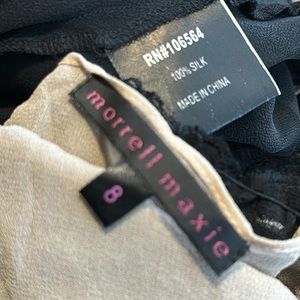 RN#106564
100% SILK
MADE IN CHINA
morrell maxie
8